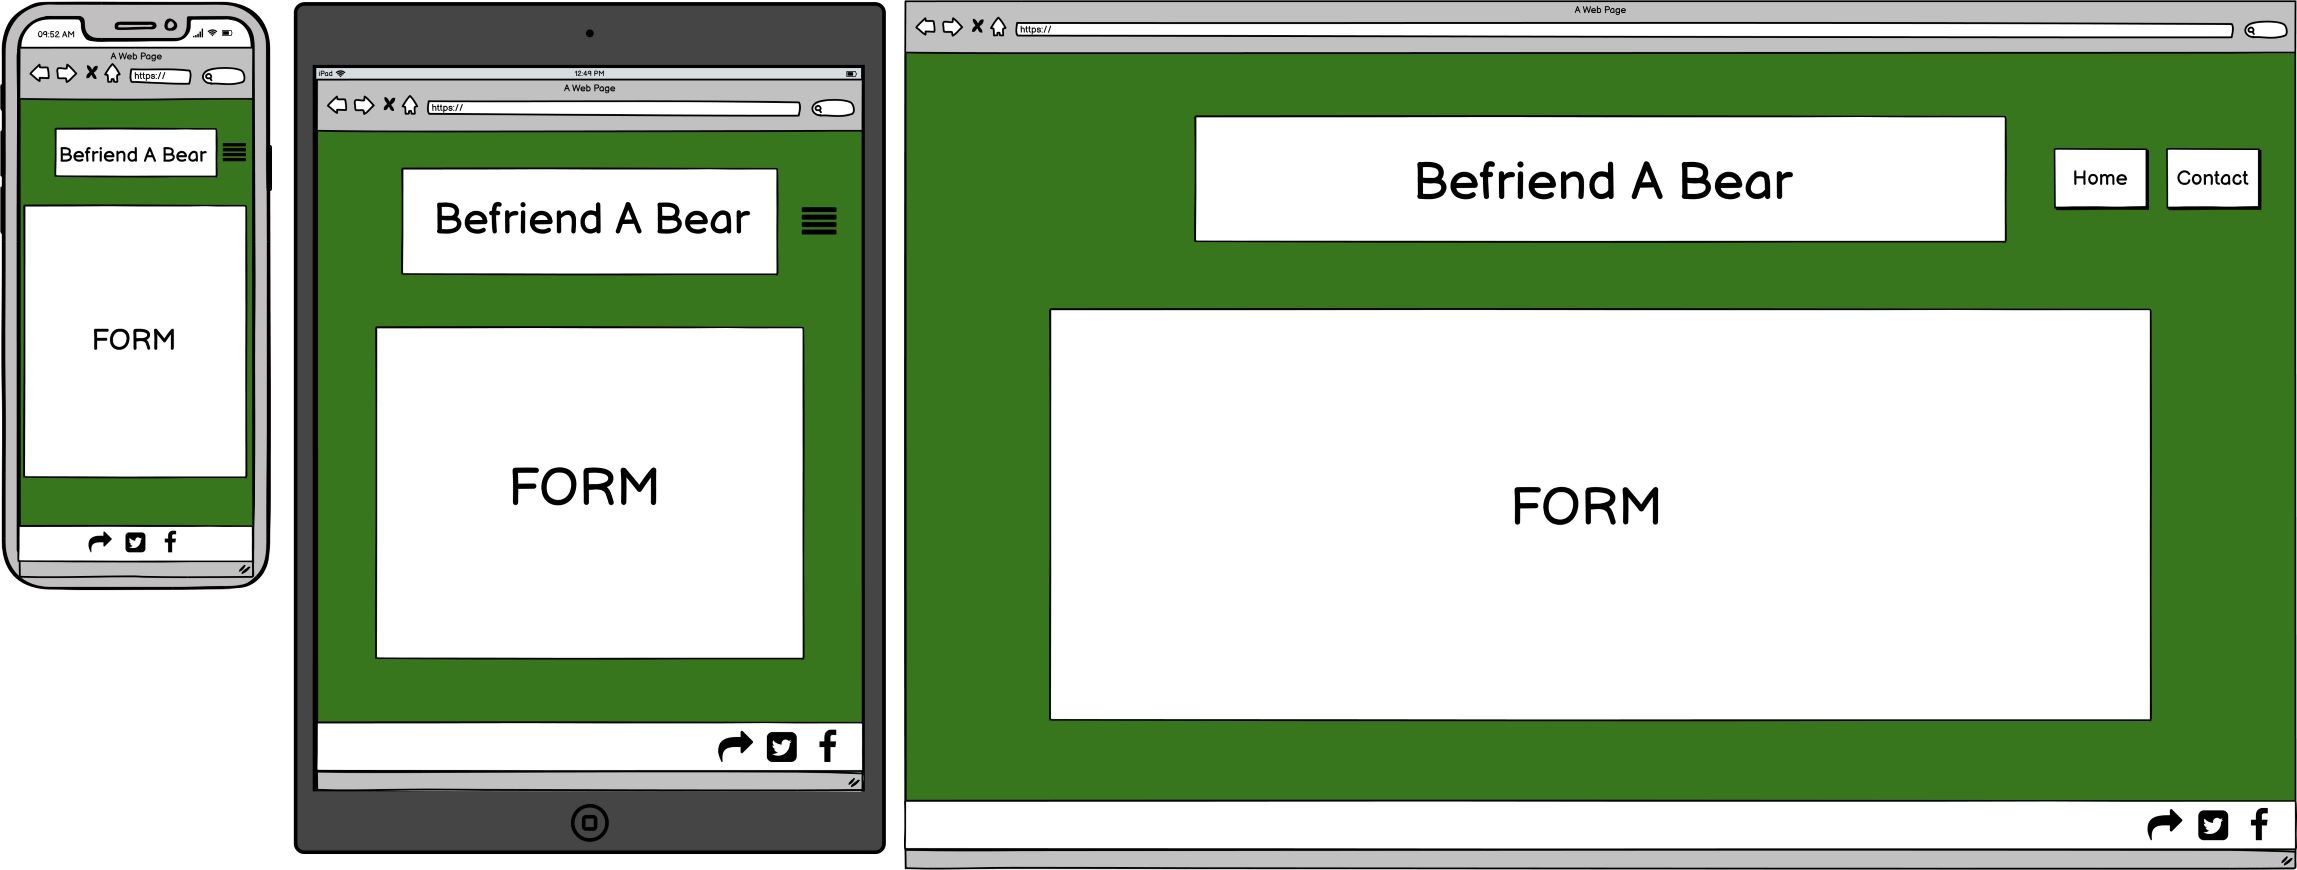 09:52 AM
A Web Page
https://
Befriend A Bear
FORM
iPad
12:49 PM
A Web Page
https://
Befriend A Bear
FORM
A Web Page
https://
Befriend A Bear
Home
Contact
FORM